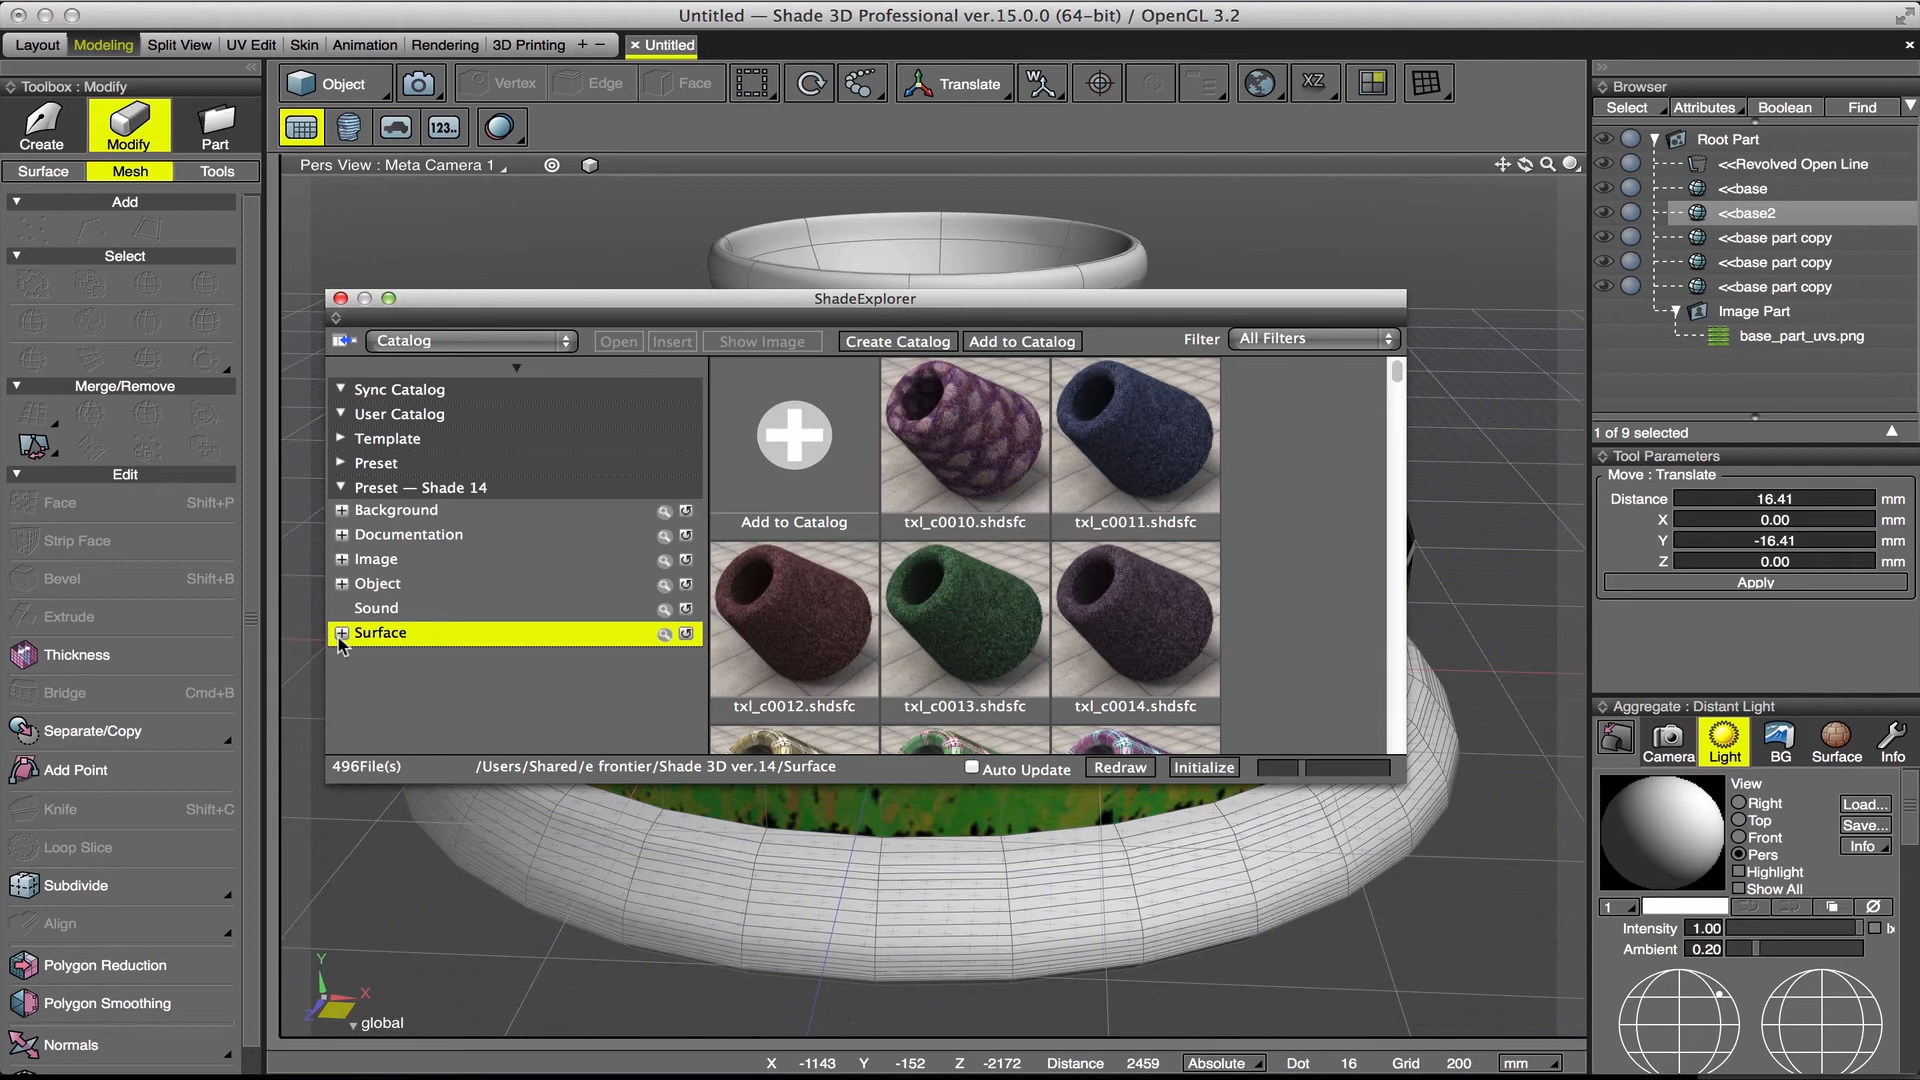 Untitled — Shade 3D Professional ver.15.0.0 (64-bit) / OpenGL 3.2
Layout Modeling Split View UV Edit Skin Animation Rendering 3D Printing + − × Untitled ×
Toolbox : Modify
Create Modify Part
Surface Mesh Tools
Add
Select
Merge/Remove
Edit
Face Shift+P
Strip Face
Bevel Shift+B
Extrude
Thickness
Bridge Cmd+B
Separate/Copy
Add Point
Knife Shift+C
Loop Slice
Subdivide
Align
Polygon Reduction
Polygon Smoothing
Normals
Object Vertex Edge Face Translate W XZ
123..
Pers View : Meta Camera 1
ShadeExplorer
Catalog Open Insert Show Image Create Catalog Add to Catalog Filter All Filters
Sync Catalog
User Catalog
Template
Preset
Preset — Shade 14
Background
Documentation
Image
Object
Sound
Surface
Add to Catalog txl_c0010.shdsfc txl_c0011.shdsfc
txl_c0012.shdsfc txl_c0013.shdsfc txl_c0014.shdsfc
496File(s) /Users/Shared/e frontier/Shade 3D ver.14/Surface Auto Update Redraw Initialize
Y
X
Z
global
X -1143 Y -152 Z -2172 Distance 2459 Absolute Dot 16 Grid 200 mm
Browser
Select Attributes Boolean Find
Root Part
<<Revolved Open Line
<<base
<<base2
<<base part copy
<<base part copy
<<base part copy
Image Part
base_part_uvs.png
1 of 9 selected
Tool Parameters
Move : Translate
Distance 16.41 mm
X 0.00 mm
Y -16.41 mm
Z 0.00 mm
Apply
Aggregate : Distant Light
Camera Light BG Surface Info
View
Right Load...
Top Save...
Front Info
Pers
Highlight
Show All
1
Intensity 1.00
Ambient 0.20